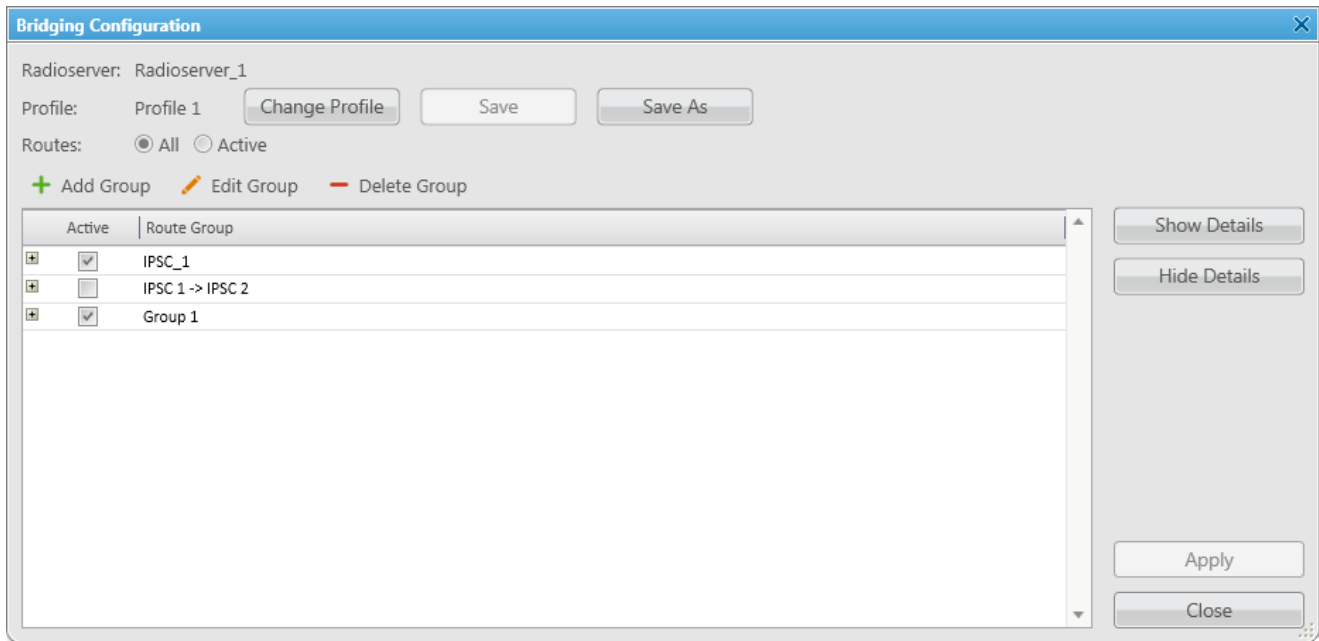 Bridging Configuration
Radioserver: Radioserver_1
Profile: Profile 1 Change Profile Save Save As
Routes: All Active
Add Group Edit Group Delete Group
Active Route Group
IPSC_1
IPSC 1 -> IPSC 2
Group 1
Show Details
Hide Details
Apply
Close